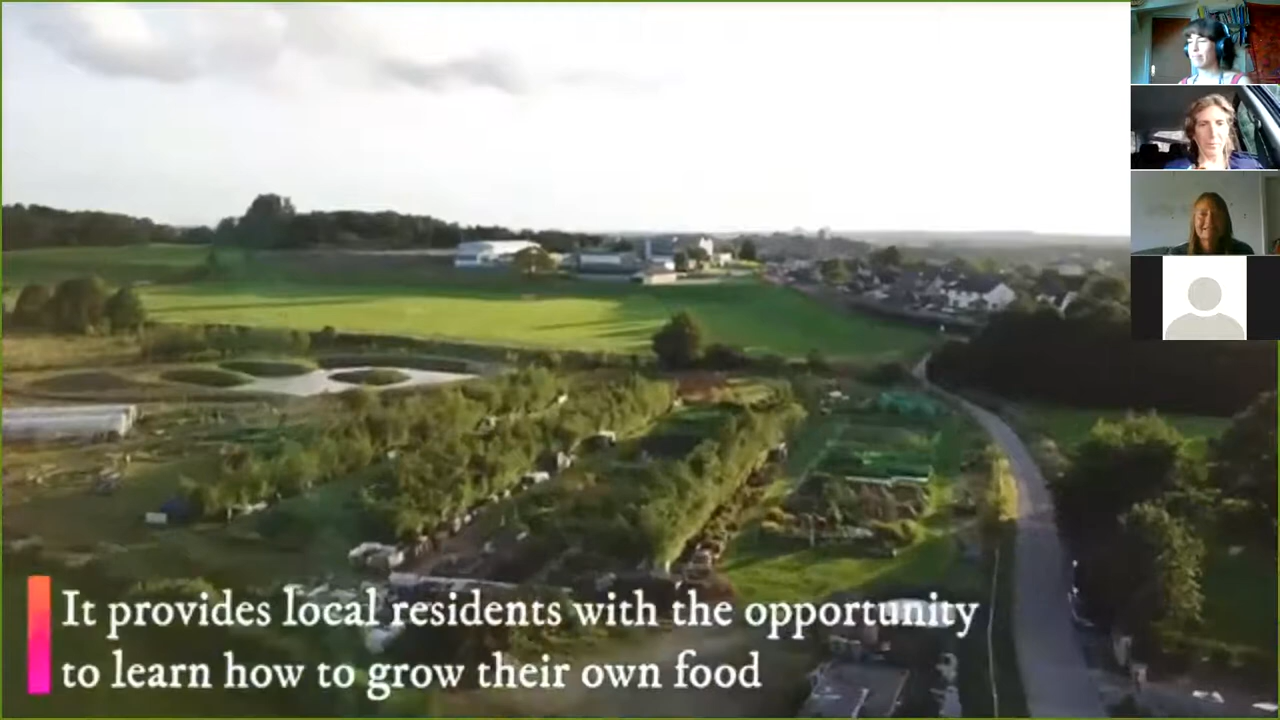 It provides local residents with the opportunity
to learn how to grow their own food